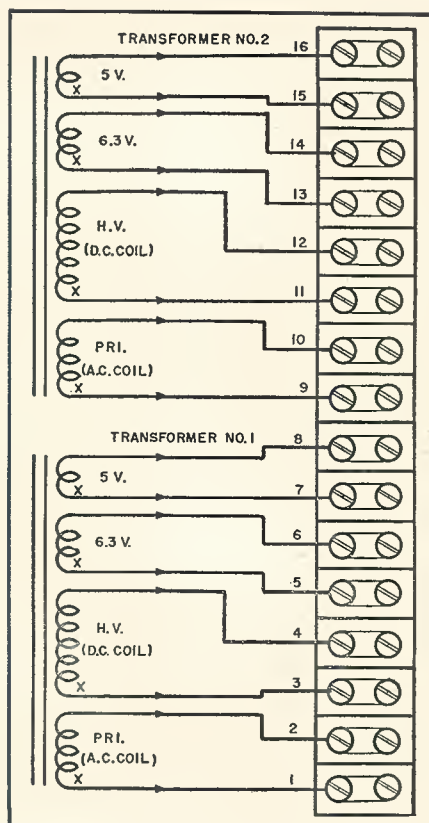 TRANSFORMER NO.2
16
5 V.
X
15
14
6.3 V.
X
13
H.V.
(D.C.COIL)
12
X
11
10
PRI.
(A.C.COIL)
X
9
TRANSFORMER NO.1
8
5 V.
X
7
6
6.3 V.
X
5
H.V.
(D.C. COIL)
4
X
3
2
PRI.
(A.C.COIL)
X
1